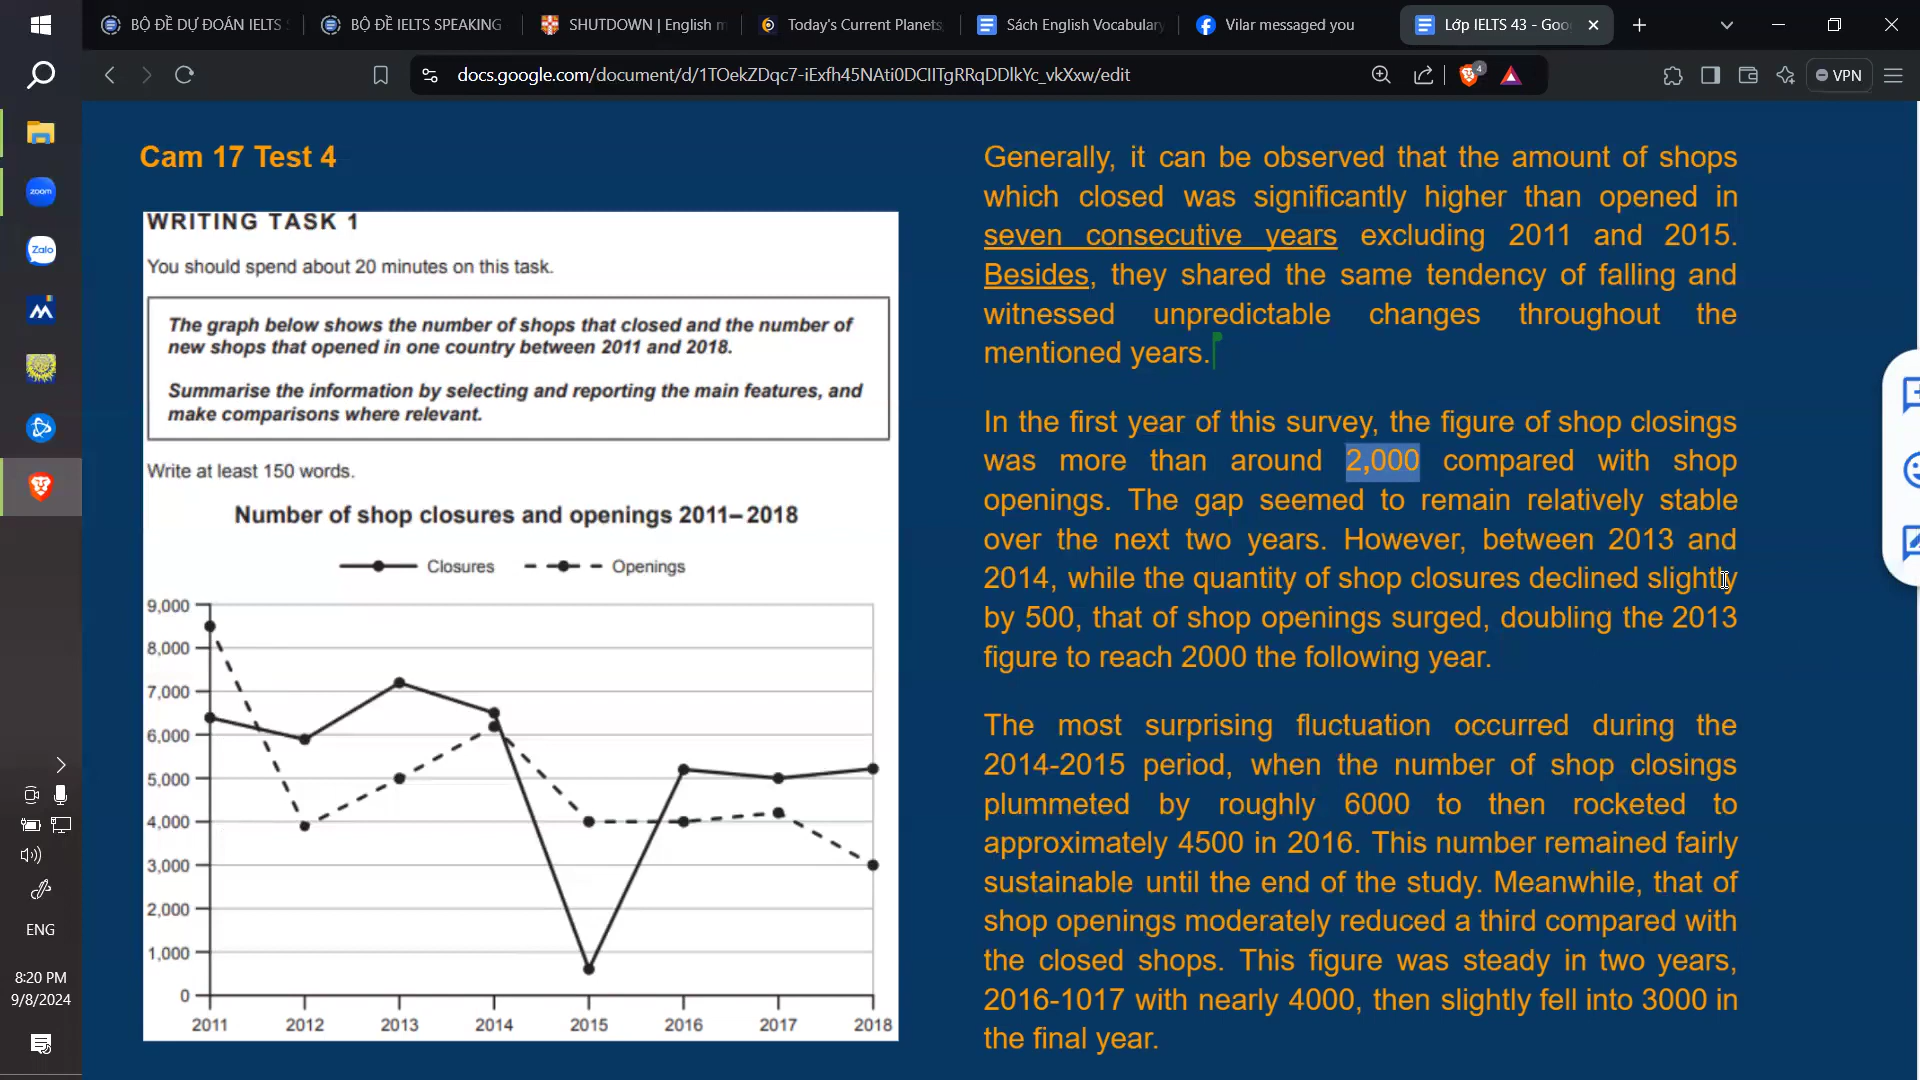 BỘ ĐỀ DỰ ĐOÁN IELTS S
BỘ ĐỀ IELTS SPEAKING
SHUTDOWN | English m
Today's Current Planets
Sách English Vocabulary
Vilar messaged you
Lớp IELTS 43 - Goo
docs.google.com/document/d/1TOekZDqc7-iExfh45NAti0DCIITgRRqDDlkYc_vkXxw/edit
4
VPN
zoom
Zalo
ENG
8:20 PM
9/8/2024
Cam 17 Test 4
WRITING TASK 1
You should spend about 20 minutes on this task.
The graph below shows the number of shops that closed and the number of
new shops that opened in one country between 2011 and 2018.
Summarise the information by selecting and reporting the main features, and
make comparisons where relevant.
Write at least 150 words.
Number of shop closures and openings 2011–2018
Closures
Openings
9,000
8,000
7,000
6,000
5,000
4,000
3,000
2,000
1,000
0
2011 2012 2013 2014 2015 2016 2017 2018
Generally, it can be observed that the amount of shops
which closed was significantly higher than opened in
seven consecutive years excluding 2011 and 2015.
Besides, they shared the same tendency of falling and
witnessed unpredictable changes throughout the
mentioned years.
In the first year of this survey, the figure of shop closings
was more than around 2,000 compared with shop
openings. The gap seemed to remain relatively stable
over the next two years. However, between 2013 and
2014, while the quantity of shop closures declined slightly
by 500, that of shop openings surged, doubling the 2013
figure to reach 2000 the following year.
The most surprising fluctuation occurred during the
2014-2015 period, when the number of shop closings
plummeted by roughly 6000 to then rocketed to
approximately 4500 in 2016. This number remained fairly
sustainable until the end of the study. Meanwhile, that of
shop openings moderately reduced a third compared with
the closed shops. This figure was steady in two years,
2016-1017 with nearly 4000, then slightly fell into 3000 in
the final year.